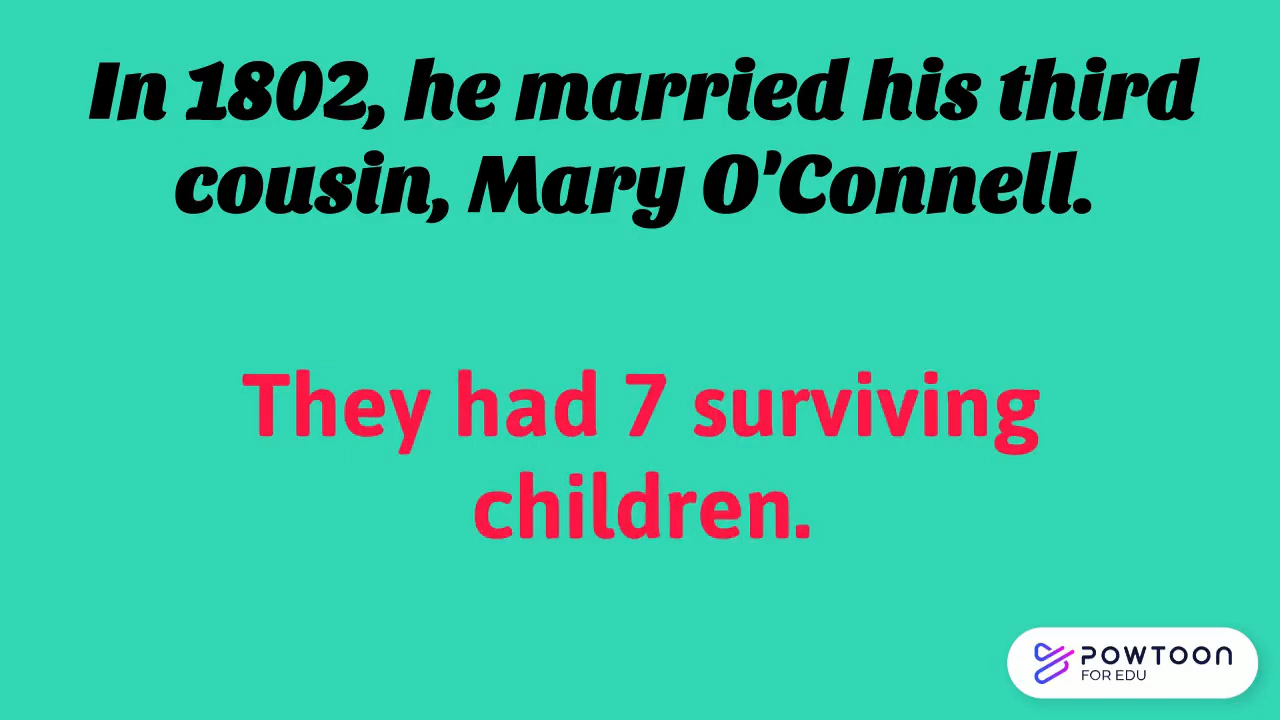 In 1802, he married his third
cousin, Mary O'Connell.
They had 7 surviving
children.
POWTOON
FOR EDU